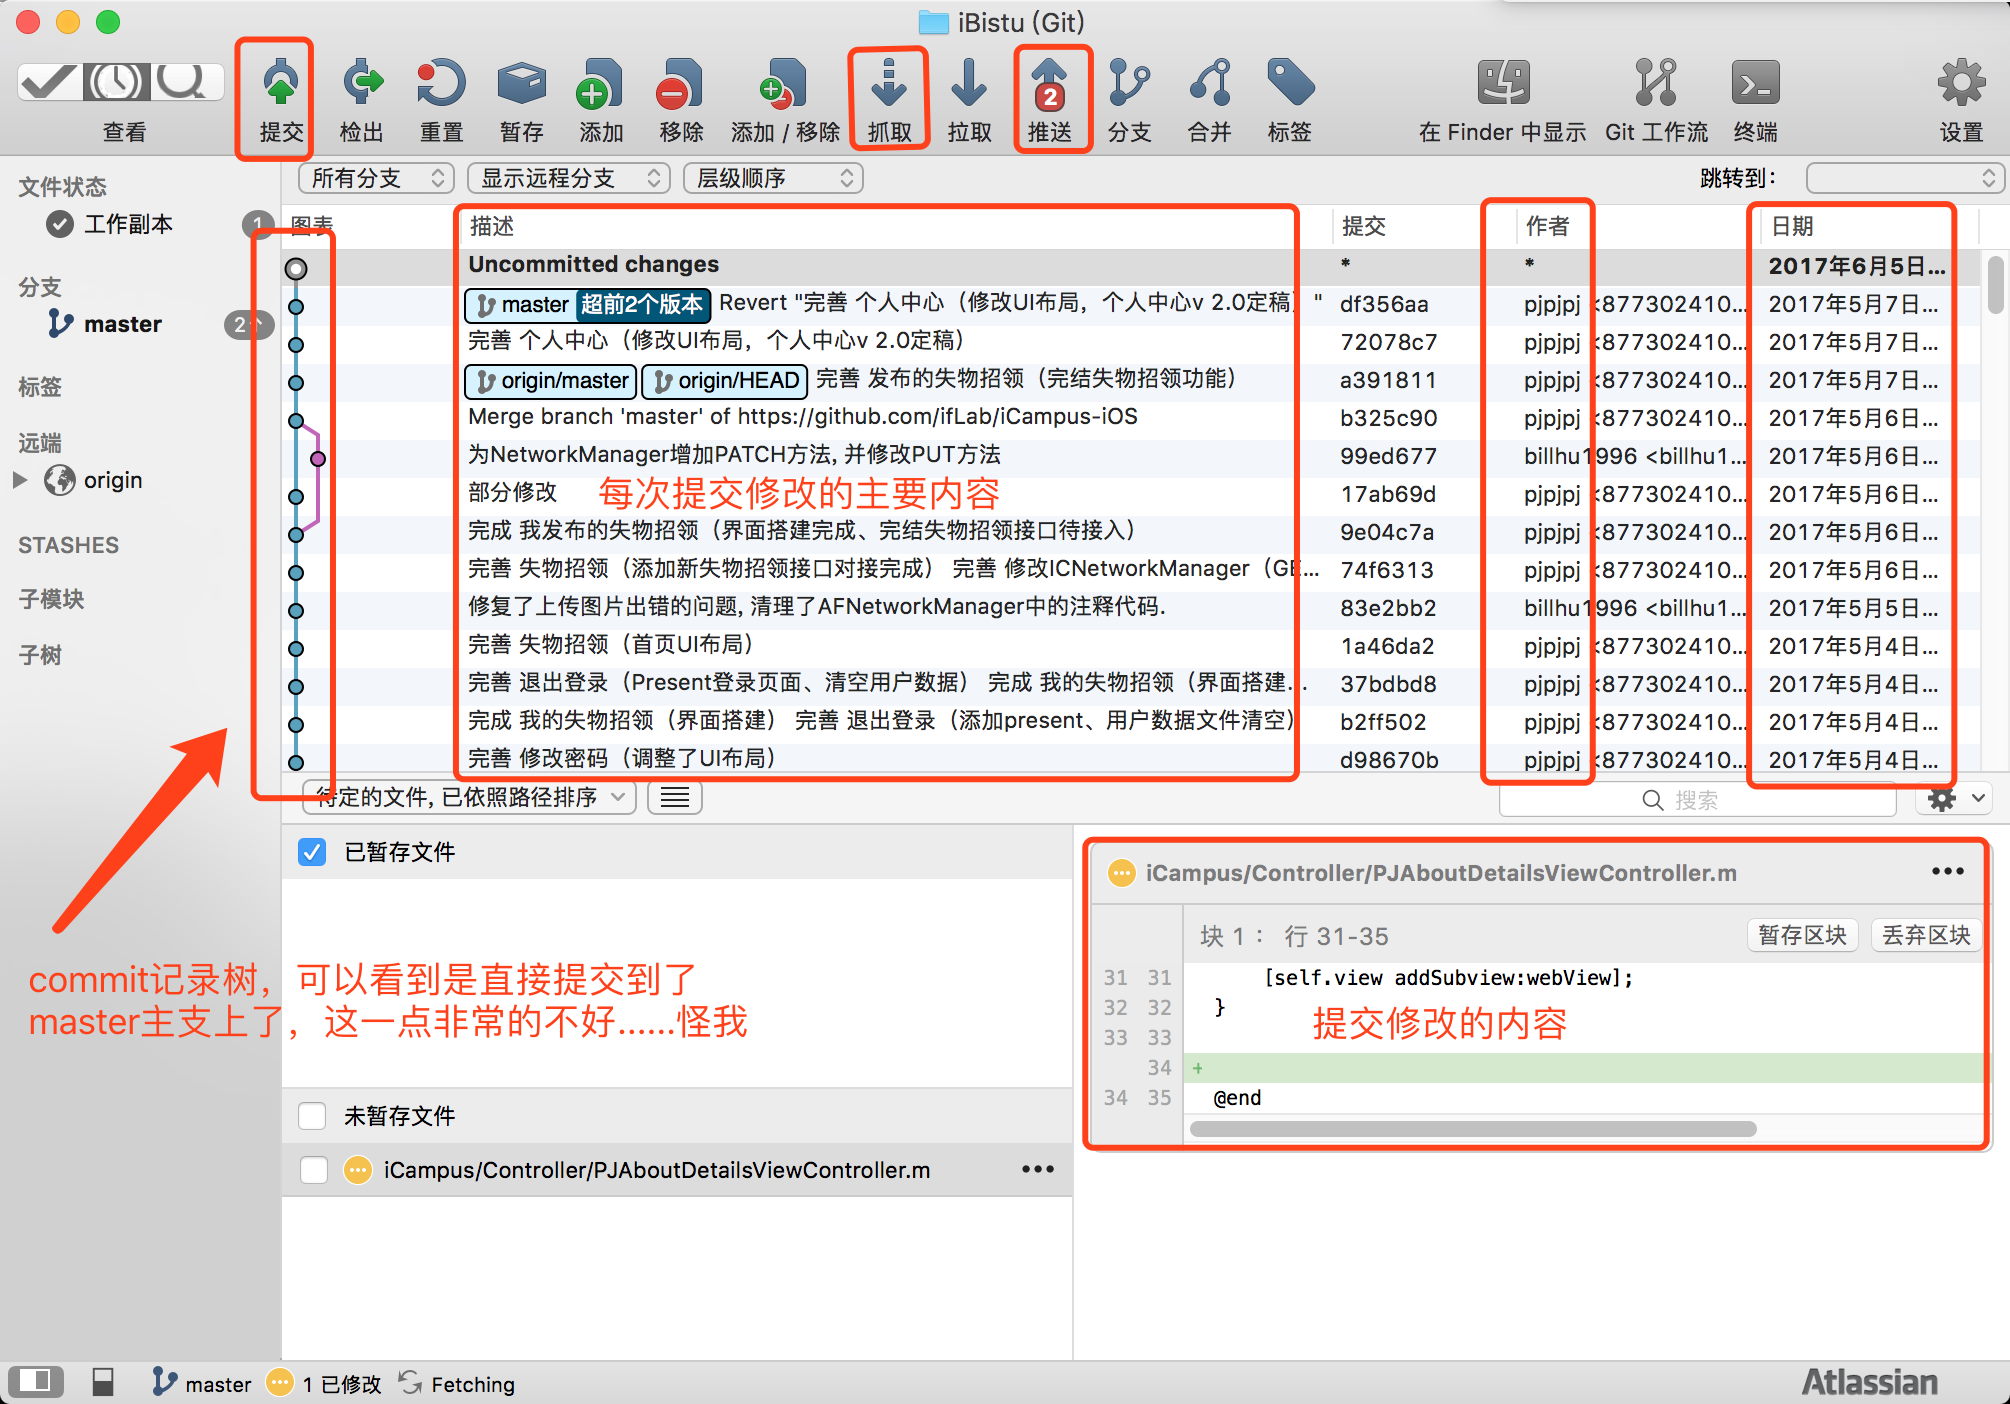 iBistu (Git)
查看 提交 检出 重置 暂存 添加 移除 添加 / 移除 抓取 拉取 2 推送 分支 合并 标签 在 Finder 中显示 Git 工作流 终端 设置
所有分支 显示远程分支 层级顺序 跳转到：
文件状态
工作副本 1
分支
master 2↑
标签
远端
origin
STASHES
子模块
子树
图表 描述 提交 作者 日期
Uncommitted changes * * 2017年6月5日...
master 超前2个版本 Revert "完善 个人中心（修改UI布局，个人中心v 2.0定稿）" df356aa pjpjpj <877302410... 2017年5月7日...
完善 个人中心（修改UI布局，个人中心v 2.0定稿） 72078c7 pjpjpj <877302410... 2017年5月7日...
origin/master origin/HEAD 完善 发布的失物招领（完结失物招领功能） a391811 pjpjpj <877302410... 2017年5月7日...
Merge branch 'master' of https://github.com/ifLab/iCampus-iOS b325c90 pjpjpj <877302410... 2017年5月6日...
为NetworkManager增加PATCH方法, 并修改PUT方法 99ed677 billhu1996 <billhu1... 2017年5月6日...
部分修改 每次提交修改的主要内容 17ab69d pjpjpj <877302410... 2017年5月6日...
完成 我发布的失物招领（界面搭建完成、完结失物招领接口待接入） 9e04c7a pjpjpj <877302410... 2017年5月6日...
完善 失物招领（添加新失物招领接口对接完成） 完善 修改ICNetworkManager（GE... 74f6313 pjpjpj <877302410... 2017年5月6日...
修复了上传图片出错的问题, 清理了AFNetworkManager中的注释代码. 83e2bb2 billhu1996 <billhu1... 2017年5月5日...
完善 失物招领（首页UI布局） 1a46da2 pjpjpj <877302410... 2017年5月4日...
完善 退出登录（Present登录页面、清空用户数据） 完成 我的失物招领（界面搭建... 37bdbd8 pjpjpj <877302410... 2017年5月4日...
完成 我的失物招领（界面搭建） 完善 退出登录（添加present、用户数据文件清空） b2ff502 pjpjpj <877302410... 2017年5月4日...
完善 修改密码（调整了UI布局） d98670b pjpjpj <877302410... 2017年5月4日...
待定的文件, 已依照路径排序 搜索
已暂存文件
commit记录树，可以看到是直接提交到了
master主支上了，这一点非常的不好......怪我
未暂存文件
iCampus/Controller/PJAboutDetailsViewController.m •••
iCampus/Controller/PJAboutDetailsViewController.m •••
块 1： 行 31-35 暂存区块 丢弃区块
31 31 [self.view addSubview:webView];
32 32 }
33 33
提交修改的内容
34 +
34 35 @end
master 1 已修改 Fetching Atlassian